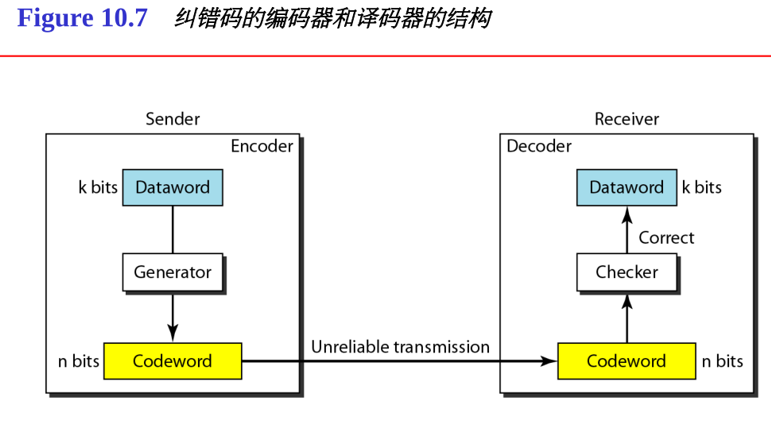 Figure 10.7 纠错码的编码器和译码器的结构
Sender
Receiver
Encoder
Decoder
k bits Dataword
Dataword k bits
Correct
Generator
Checker
Unreliable transmission
n bits Codeword
Codeword n bits